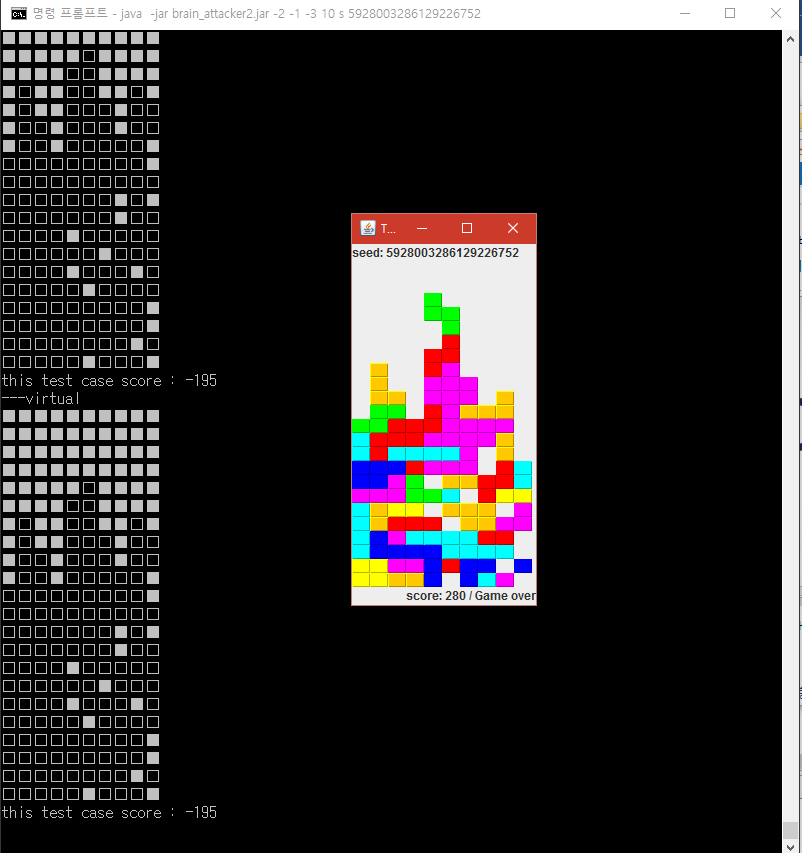 명령 프롬프트 - java  -jar brain_attacker2.jar -2 -1 -3 10 s 5928003286129226752
this test case score : -195
---virtual
this test case score : -195
T...
seed: 5928003286129226752
score: 280 / Game over